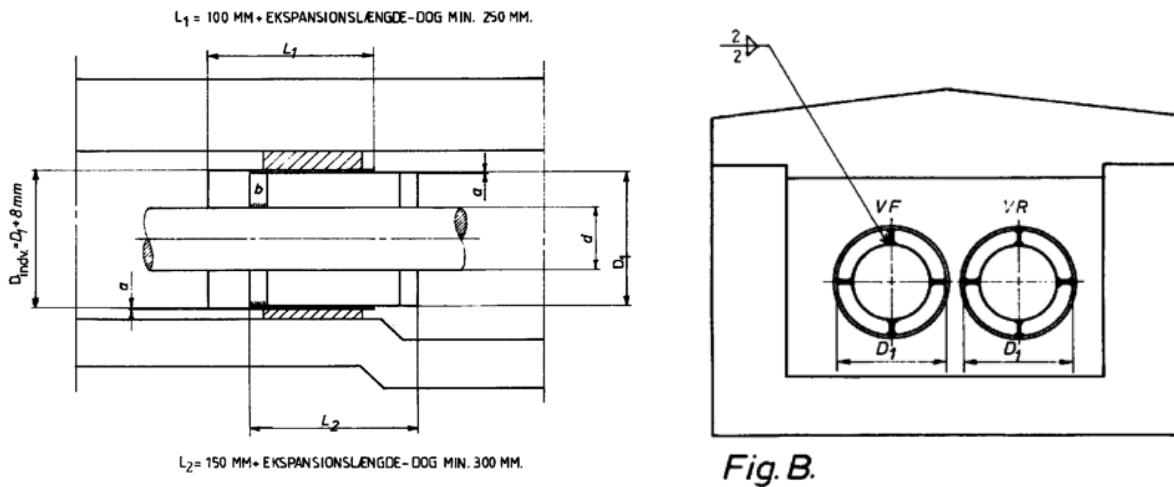 L₁ = 100 MM+ EKSPANSIONSLÆNGDE-DOG MIN. 250 MM.
L₁
b
a
d
D₁
D indv. = D₁ + 8mm
a
L₂
L₂= 150 MM+ EKSPANSIONSLÆNGDE-DOG MIN. 300 MM.
2
2
VF
VR
D₁
D₁
Fig. B.